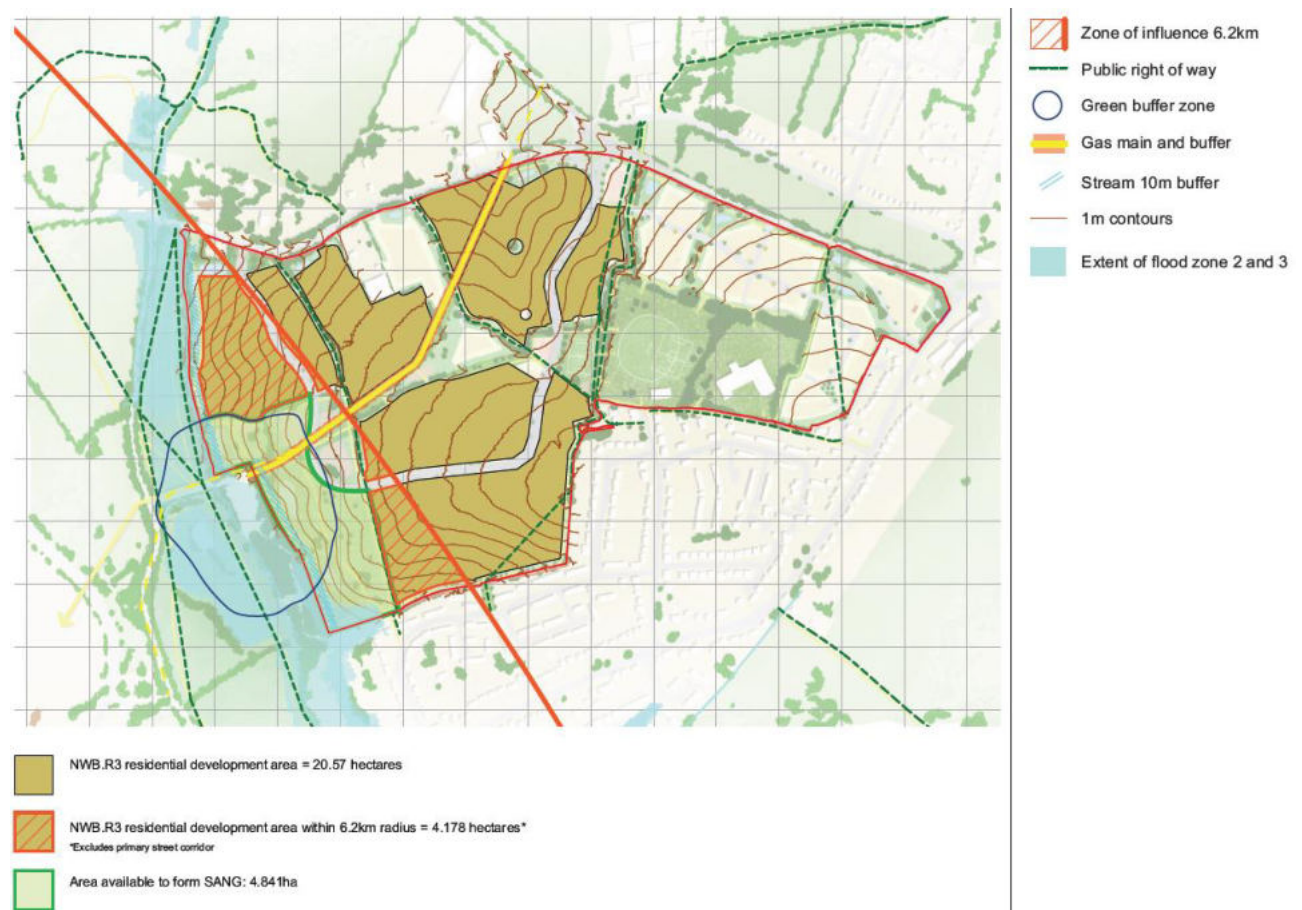 Zone of influence 6.2km
Public right of way
Green buffer zone
Gas main and buffer
Stream 10m buffer
1m contours
Extent of flood zone 2 and 3
NWB.R3 residential development area = 20.57 hectares
NWB.R3 residential development area within 6.2km radius = 4.178 hectares*
*Excludes primary street corridor
Area available to form SANG: 4.841ha